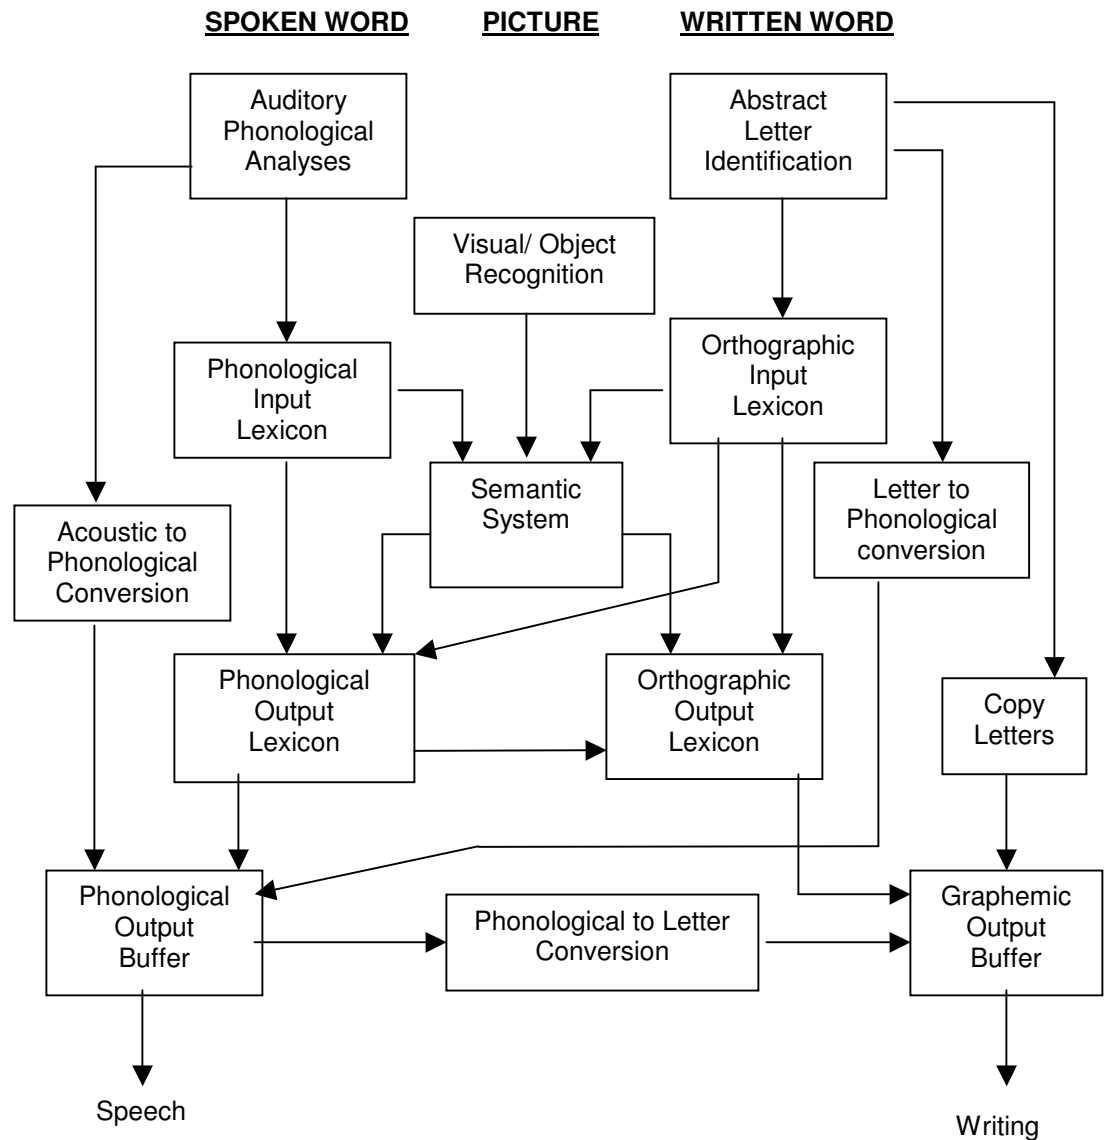 SPOKEN WORD PICTURE WRITTEN WORD
Auditory
Phonological
Analyses
Abstract
Letter
Identification
Visual/ Object
Recognition
Phonological
Input
Lexicon
Orthographic
Input
Lexicon
Semantic
System
Letter to
Phonological
conversion
Acoustic to
Phonological
Conversion
Phonological
Output
Lexicon
Orthographic
Output
Lexicon
Copy
Letters
Phonological
Output
Buffer
Phonological to Letter
Conversion
Graphemic
Output
Buffer
Speech
Writing